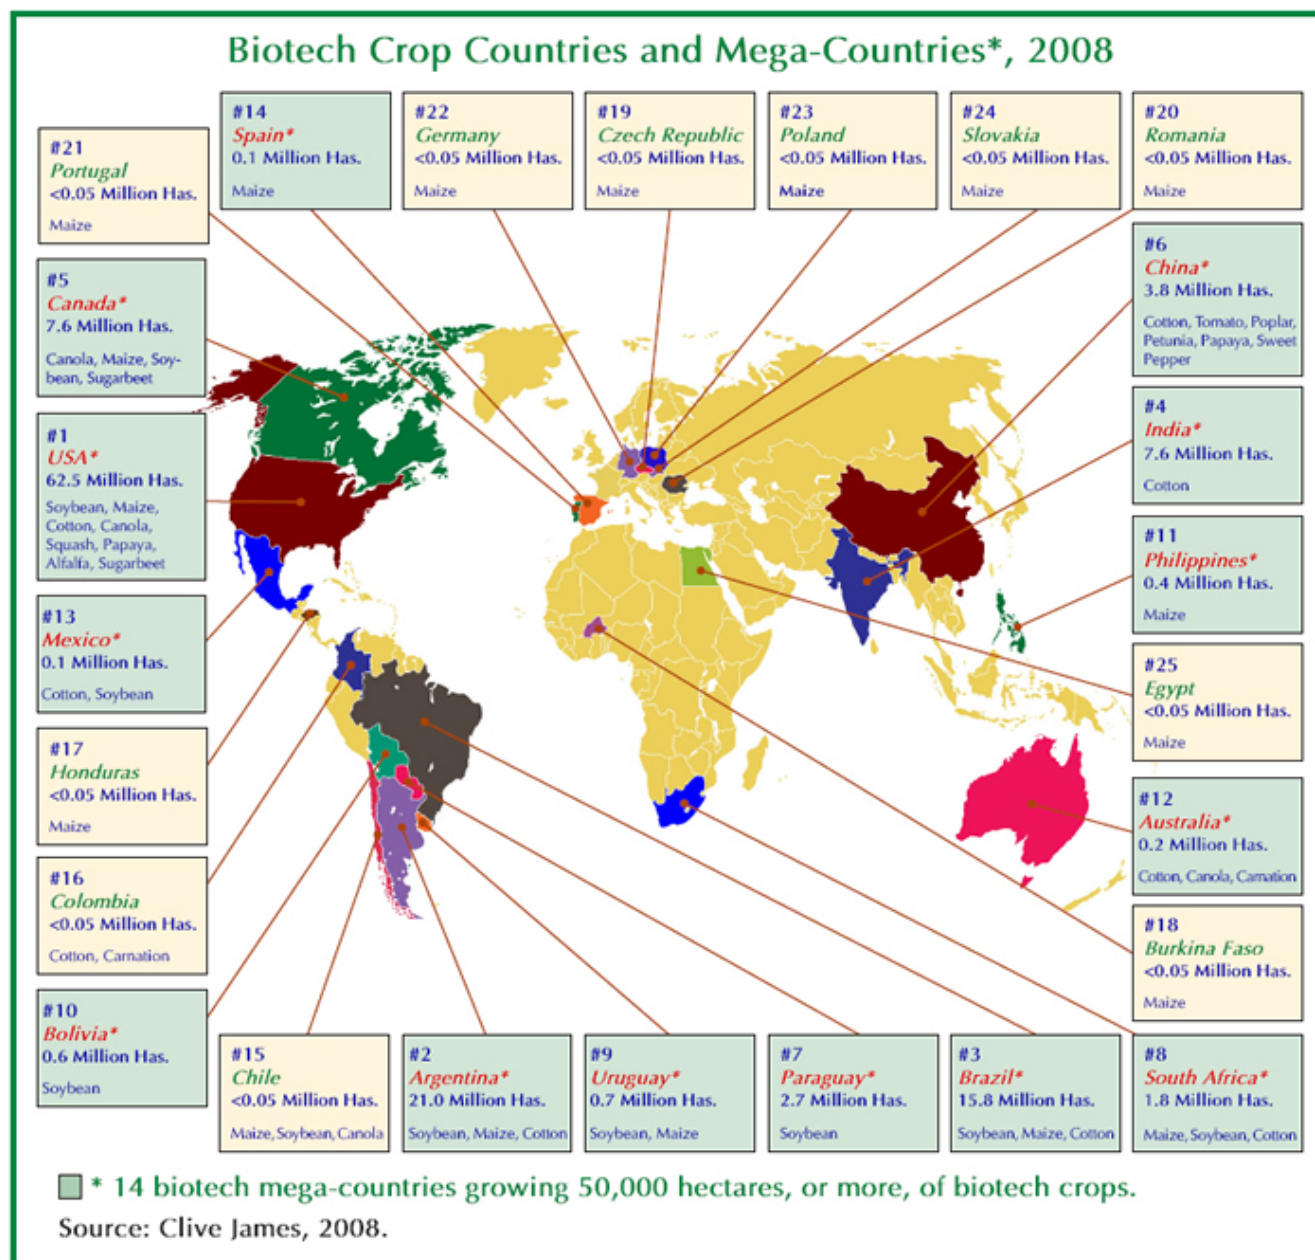 Biotech Crop Countries and Mega-Countries*, 2008
#21
Portugal
<0.05 Million Has.
Maize
#14
Spain*
0.1 Million Has.
Maize
#22
Germany
<0.05 Million Has.
Maize
#19
Czech Republic
<0.05 Million Has.
Maize
#23
Poland
<0.05 Million Has.
Maize
#24
Slovakia
<0.05 Million Has.
Maize
#20
Romania
<0.05 Million Has.
Maize
#5
Canada*
7.6 Million Has.
Canola, Maize, Soy-
bean, Sugarbeet
#1
USA*
62.5 Million Has.
Soybean, Maize,
Cotton, Canola,
Squash, Papaya,
Alfalfa, Sugarbeet
#13
Mexico*
0.1 Million Has.
Cotton, Soybean
#17
Honduras
<0.05 Million Has.
Maize
#16
Colombia
<0.05 Million Has.
Cotton, Carnation
#10
Bolivia*
0.6 Million Has.
Soybean
#6
China*
3.8 Million Has.
Cotton, Tomato, Poplar,
Petunia, Papaya, Sweet
Pepper
#4
India*
7.6 Million Has.
Cotton
#11
Philippines*
0.4 Million Has.
Maize
#25
Egypt
<0.05 Million Has.
Maize
#12
Australia*
0.2 Million Has.
Cotton, Canola, Carnation
#18
Burkina Faso
<0.05 Million Has.
Maize
#15
Chile
<0.05 Million Has.
Maize, Soybean, Canola
#2
Argentina*
21.0 Million Has.
Soybean, Maize, Cotton
#9
Uruguay*
0.7 Million Has.
Soybean, Maize
#7
Paraguay*
2.7 Million Has.
Soybean
#3
Brazil*
15.8 Million Has.
Soybean, Maize, Cotton
#8
South Africa*
1.8 Million Has.
Maize, Soybean, Cotton
* 14 biotech mega-countries growing 50,000 hectares, or more, of biotech crops.
Source: Clive James, 2008.